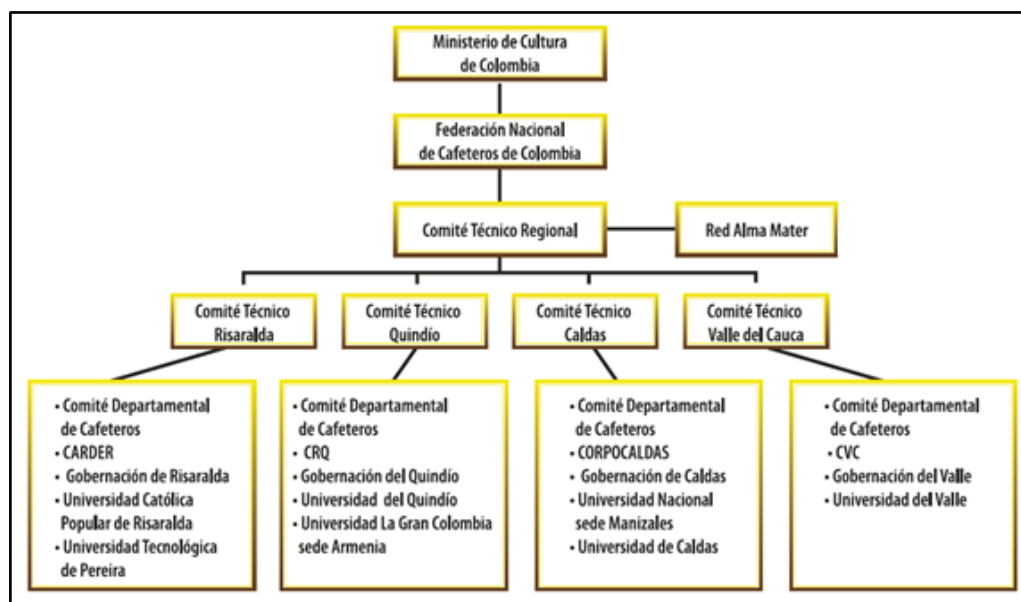 Ministerio de Cultura
de Colombia
Federación Nacional
de Cafeteros de Colombia
Comité Técnico Regional
Red Alma Mater
Comité Técnico
Risaralda
Comité Técnico
Quindío
Comité Técnico
Caldas
Comité Técnico
Valle del Cauca
• Comité Departamental
de Cafeteros
• CARDER
• Gobernación de Risaralda
• Universidad Católica
Popular de Risaralda
• Universidad Tecnológica
de Pereira
• Comité Departamental
de Cafeteros
• CRQ
• Gobernación del Quindío
• Universidad del Quindío
• Universidad La Gran Colombia
sede Armenia
• Comité Departamental
de Cafeteros
• CORPOCALDAS
• Gobernación de Caldas
• Universidad Nacional
sede Manizales
• Universidad de Caldas
• Comité Departamental
de Cafeteros
• CVC
• Gobernación del Valle
• Universidad del Valle